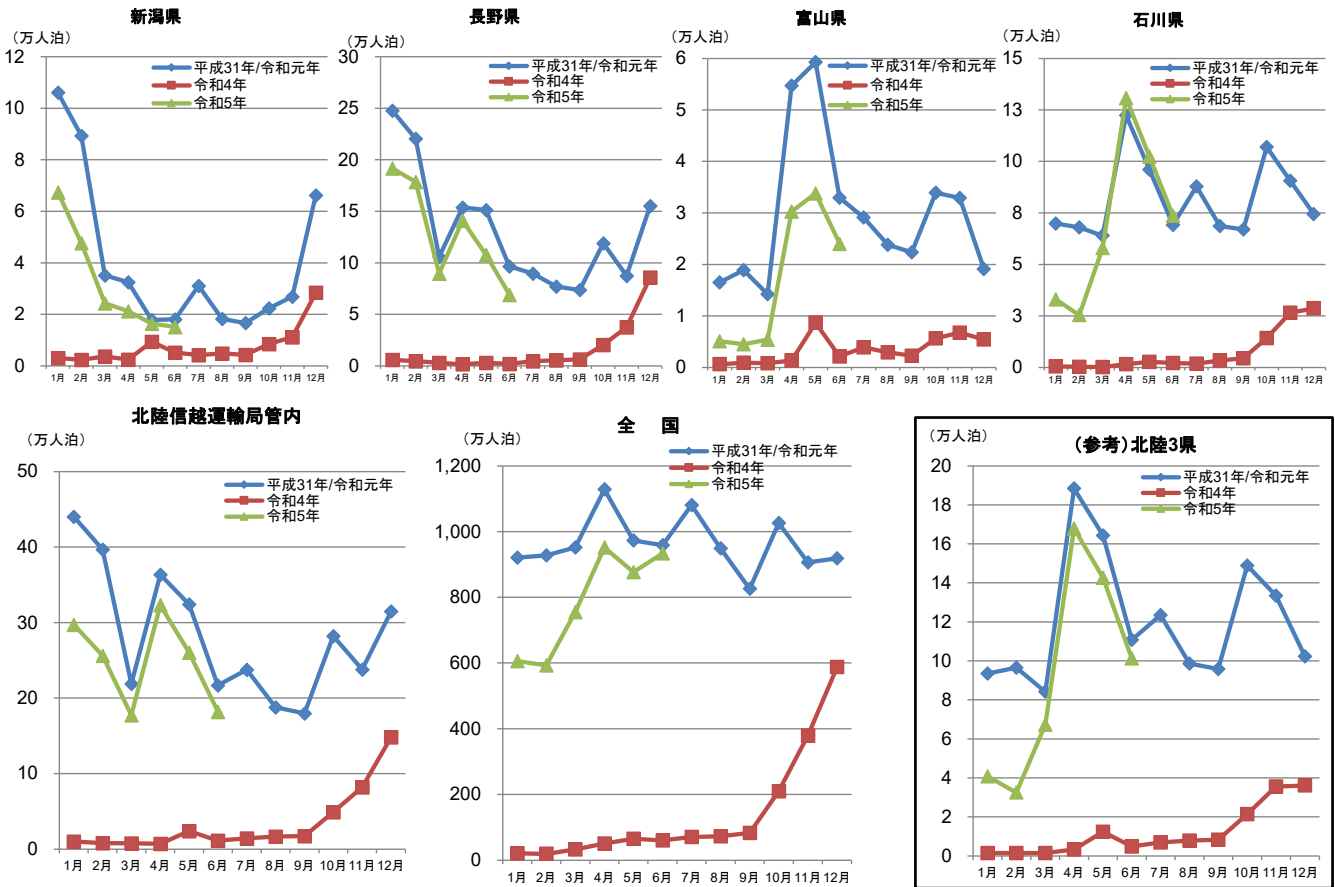 新潟県
（万人泊）
平成31年/令和元年
令和4年
令和5年
12
10
8
6
4
2
0
1月 2月 3月 4月 5月 6月 7月 8月 9月 10月 11月 12月
長野県
（万人泊）
平成31年/令和元年
令和4年
令和5年
30
25
20
15
10
5
0
1月 2月 3月 4月 5月 6月 7月 8月 9月 10月 11月 12月
富山県
（万人泊）
平成31年/令和元年
令和4年
令和5年
6
5
4
3
2
1
0
1月 2月 3月 4月 5月 6月 7月 8月 9月 10月 11月 12月
石川県
（万人泊）
平成31年/令和元年
令和4年
令和5年
15
13
10
8
5
3
0
1月 2月 3月 4月 5月 6月 7月 8月 9月 10月 11月 12月
北陸信越運輸局管内
（万人泊）
平成31年/令和元年
令和4年
令和5年
50
40
30
20
10
0
1月 2月 3月 4月 5月 6月 7月 8月 9月 10月 11月 12月
全　国
（万人泊）
平成31年/令和元年
令和4年
令和5年
1,200
1,000
800
600
400
200
0
1月 2月 3月 4月 5月 6月 7月 8月 9月 10月 11月 12月
（万人泊）
（参考）北陸3県
平成31年/令和元年
令和4年
令和5年
20
18
16
14
12
10
8
6
4
2
0
1月 2月 3月 4月 5月 6月 7月 8月 9月 10月 11月 12月